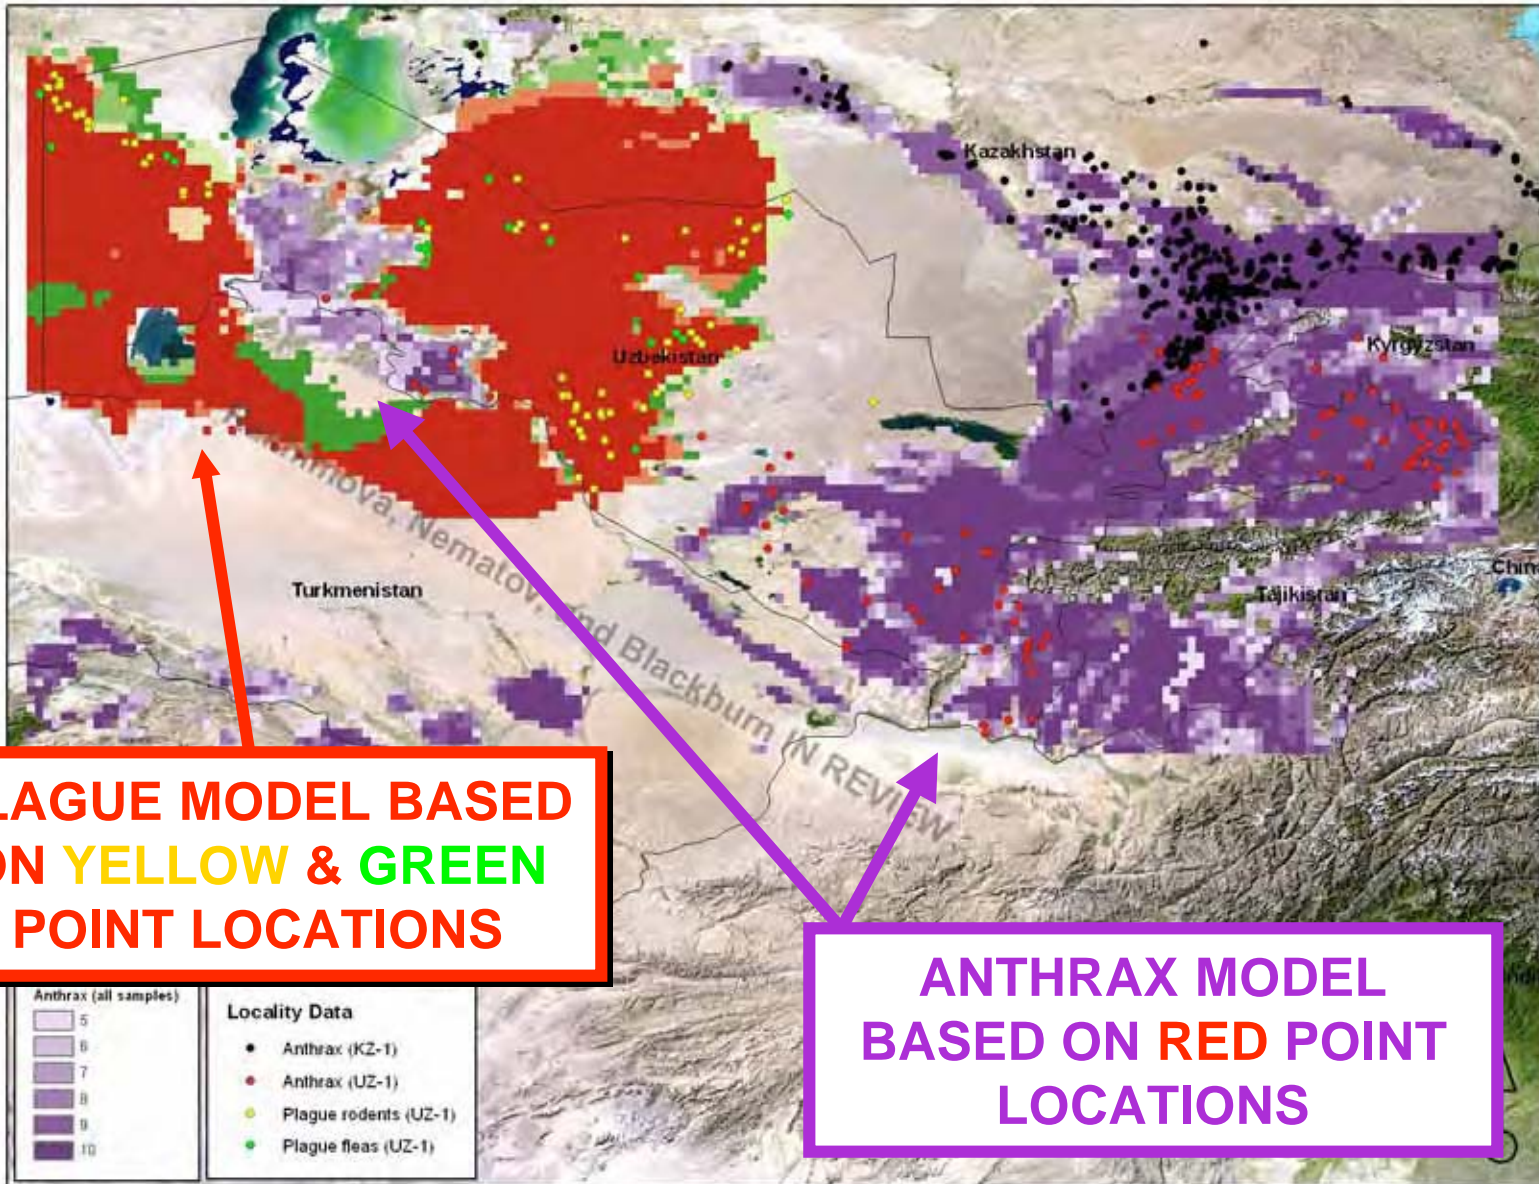 Kazakhstan
Uzbekistan
Kyrgyzstan
Turkmenistan
Tajikistan
Nematov, and Blackburn IN REVIEW
LAGUE MODEL BASED
ON YELLOW & GREEN
POINT LOCATIONS
ANTHRAX MODEL
BASED ON RED POINT
LOCATIONS
Anthrax (all samples)
5
6
7
8
9
10
Locality Data
Anthrax (KZ-1)
Anthrax (UZ-1)
Plague rodents (UZ-1)
Plague fleas (UZ-1)